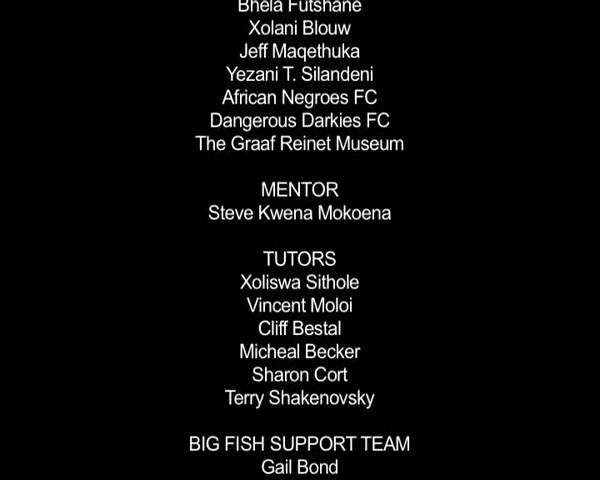 Bhela Futshane
Xolani Blouw
Jeff Maqethuka
Yezani T. Silandeni
African Negroes FC
Dangerous Darkies FC
The Graaf Reinet Museum
MENTOR
Steve Kwena Mokoena
TUTORS
Xoliswa Sithole
Vincent Moloi
Cliff Bestal
Micheal Becker
Sharon Cort
Terry Shakenovsky
BIG FISH SUPPORT TEAM
Gail Bond